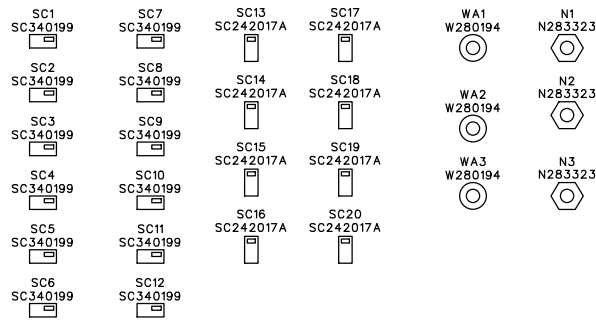 SC1
SC340199
SC2
SC340199
SC3
SC340199
SC4
SC340199
SC5
SC340199
SC6
SC340199
SC7
SC340199
SC8
SC340199
SC9
SC340199
SC10
SC340199
SC11
SC340199
SC12
SC340199
SC13
SC242017A
SC14
SC242017A
SC15
SC242017A
SC16
SC242017A
SC17
SC242017A
SC18
SC242017A
SC19
SC242017A
SC20
SC242017A
WA1
W280194
WA2
W280194
WA3
W280194
N1
N283323
N2
N283323
N3
N283323